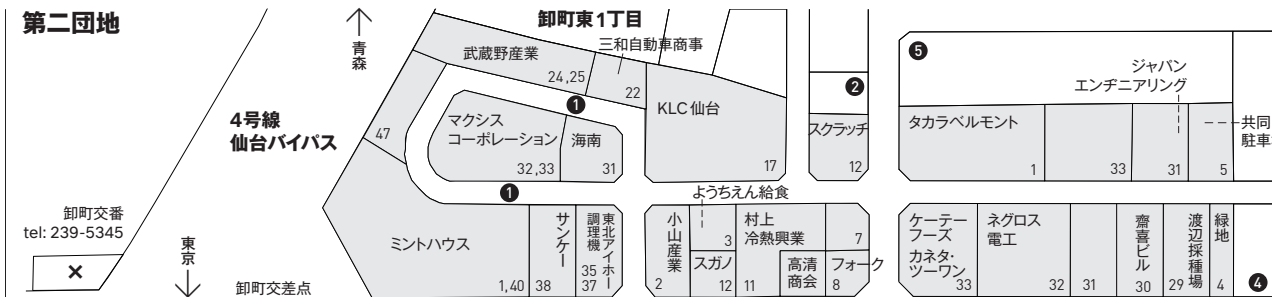 第二団地
青森
4号線
仙台バイパス
卸町交番
tel: 239-5345
東京
卸町交差点
卸町東1丁目
武蔵野産業
24,25
三和自動車商事
22
❶
47
マクシス
コーポレーション
32,33
海南
31
KLC 仙台
17
❷
スクラッチ
12
❺
ジャパン
エンヂニアリング
タカラベルモント
1
33
31
5
共同
駐車
❶
ミントハウス
1,40
サンケー
38
東北アイホー
調理機
35
37
ようちえん給食
小山産業
2
3
スガノ
12
村上
冷熱興業
11
高清
商会
7
フォーク
8
ケーテー
フーズ
カネタ・
ツーワン
33
ネグロス
電工
32
31
齋喜ビル
30
渡辺採種場
29
緑地
4
❹